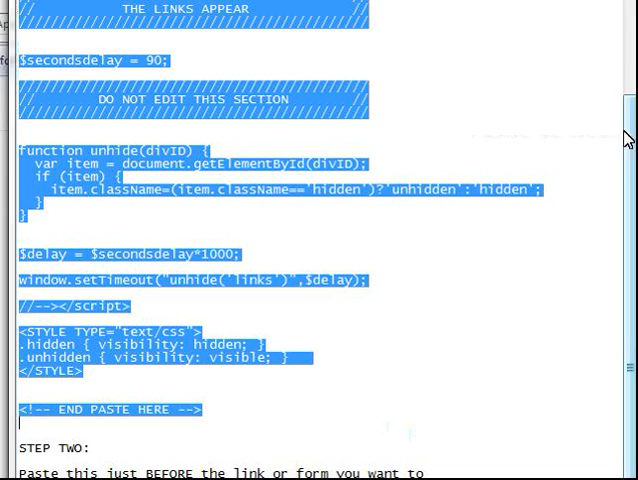 //////////////////////////////////////////////
// THE LINKS APPEAR //
//////////////////////////////////////////////
$secondsdelay = 90;
//////////////////////////////////////////////
// DO NOT EDIT THIS SECTION //
//////////////////////////////////////////////
function unhide(divID) {
var item = document.getElementById(divID);
if (item) {
item.className=(item.className=='hidden')?'unhidden':'hidden';
}
}
$delay = $secondsdelay*1000;
window.setTimeout("unhide('links')",$delay);
//--></script>
<STYLE TYPE="text/css">
.hidden { visibility: hidden; }
.unhidden { visibility: visible; }
</STYLE>
<!-- END PASTE HERE -->
STEP TWO:
Paste this just BEFORE the link or form you want to